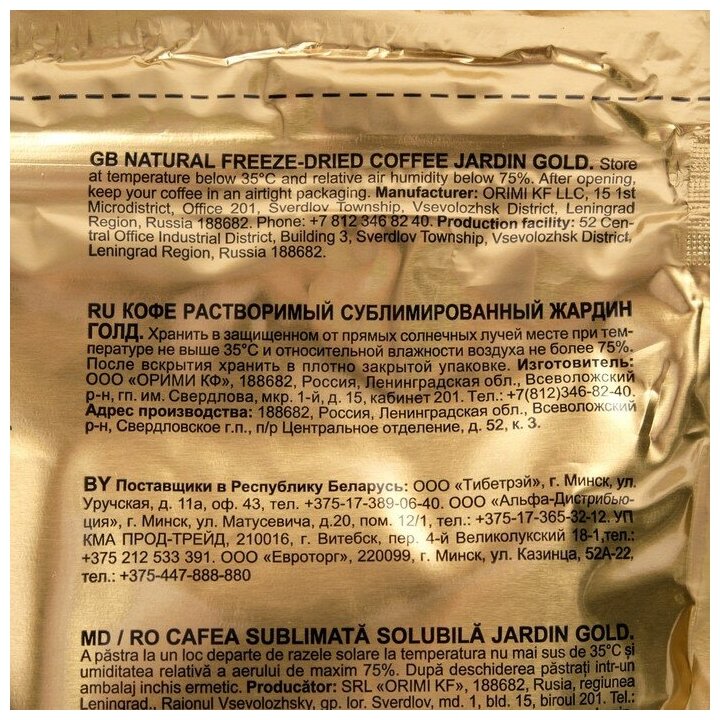 GB NATURAL FREEZE-DRIED COFFEE JARDIN GOLD. Store
at temperature below 35°C and relative air humidity below 75%. After opening,
keep your coffee in an airtight packaging. Manufacturer: ORIMI KF LLC, 15 1st
Microdistrict, Office 201, Sverdlov Township, Vsevolozhsk District, Leningrad
Region, Russia 188682. Phone: +7 812 346 82 40. Production facility: 52 Cen-
tral Office Industrial District, Building 3, Sverdlov Township, Vsevolozhsk District,
Leningrad Region, Russia 188682.
RU КОФЕ РАСТВОРИМЫЙ СУБЛИМИРОВАННЫЙ ЖАРДИН
ГОЛД. Хранить в защищенном от прямых солнечных лучей месте при тем-
пературе не выше 35°С и относительной влажности воздуха не более 75%.
После вскрытия хранить в плотно закрытой упаковке. Изготовитель:
ООО «ОРИМИ КФ», 188682, Россия, Ленинградская обл., Всеволожский
р-н, гп. им. Свердлова, мкр. 1-й, д. 15, кабинет 201. Тел.: +7(812)346-82-40.
Адрес производства: 188682, Россия, Ленинградская обл., Всеволожский
р-н, Свердловское г.п., п/р Центральное отделение, д. 52, к. 3.
BY Поставщики в Республику Беларусь: ООО «Тибетрэй», г. Минск, ул.
Уручская, д. 11а, оф. 43, тел. +375-17-389-06-40. ООО «Альфа-Дистрибью-
ция», г. Минск, ул. Матусевича, д.20, пом. 12/1, тел.: +375-17-365-32-12. УП
КМА ПРОД-ТРЕЙД, 210016, г. Витебск, пер. 4-й Великолукский 18-1,тел.:
+375 212 533 391. ООО «Евроторг», 220099, г. Минск, ул. Казинца, 52А-22,
тел.: +375-447-888-880
MD / RO CAFEA SUBLIMATĂ SOLUBILĂ JARDIN GOLD.
A păstra la un loc departe de razele solare la temperatura nu mai sus de 35°C și
umiditatea relativă a aerului de maxim 75%. După deschiderea păstrați intr-un
ambalaj inchis ermetic. Producător: SRL «ORIMI KF», 188682, Rusia, regiunea
Leningrad., Raionul Vsevolozhsky, gp. lor. Sverdlov, md. 1, bld. 15, biroul 201. Tel.: